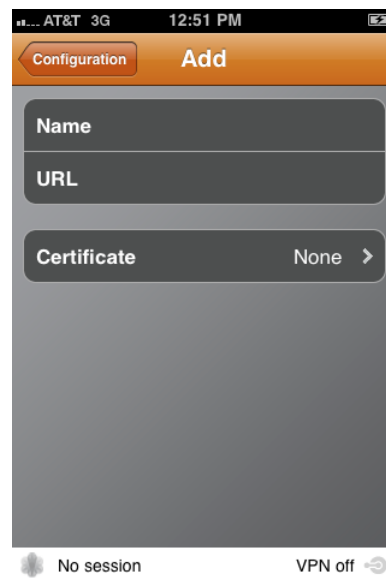 AT&T 3G 12:51 PM
Configuration Add
Name
URL
Certificate None
No session VPN off